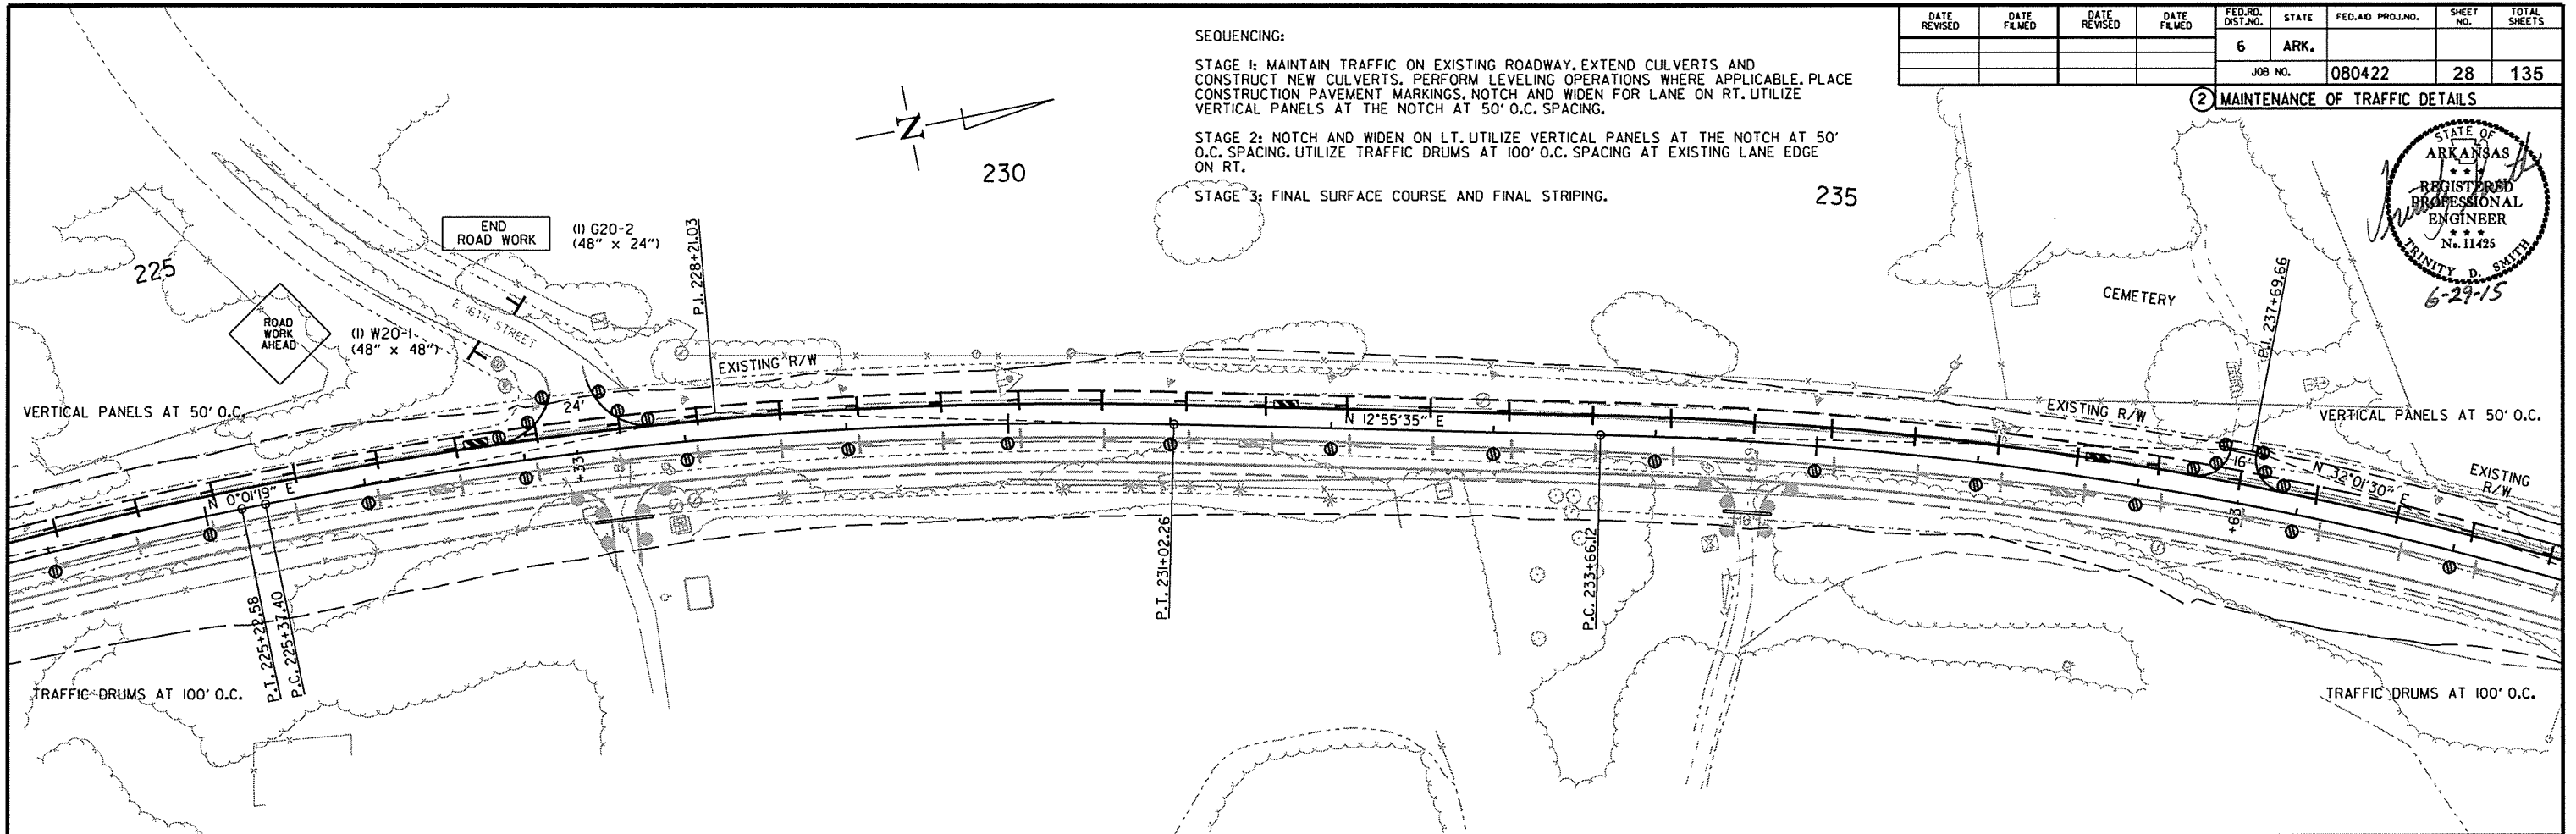 SEQUENCING:
STAGE 1: MAINTAIN TRAFFIC ON EXISTING ROADWAY. EXTEND CULVERTS AND
CONSTRUCT NEW CULVERTS. PERFORM LEVELING OPERATIONS WHERE APPLICABLE. PLACE
CONSTRUCTION PAVEMENT MARKINGS. NOTCH AND WIDEN FOR LANE ON RT. UTILIZE
VERTICAL PANELS AT THE NOTCH AT 50' O.C. SPACING.
STAGE 2: NOTCH AND WIDEN ON LT. UTILIZE VERTICAL PANELS AT THE NOTCH AT 50'
O.C. SPACING. UTILIZE TRAFFIC DRUMS AT 100' O.C. SPACING AT EXISTING LANE EDGE
ON RT.
STAGE 3: FINAL SURFACE COURSE AND FINAL STRIPING.
DATE REVISED
DATE FILMED
DATE REVISED
DATE FILMED
FED.RD. DIST.NO.
STATE
FED.AID PROJ.NO.
SHEET NO.
TOTAL SHEETS
6
ARK.
JOB NO.
080422
28
135
2
MAINTENANCE OF TRAFFIC DETAILS
STATE OF
ARKANSAS
REGISTERED
PROFESSIONAL
ENGINEER
No. 11425
TRINITY D. SMITH
6-29-15
N
225
230
235
END
ROAD WORK
(1) G20-2
(48" x 24")
ROAD
WORK
AHEAD
(1) W20-1
(48" x 48")
E. 16TH STREET
P.I. 228+21.03
EXISTING R/W
CEMETERY
P.I. 237+69.66
VERTICAL PANELS AT 50' O.C.
24'
N 12°55'35" E
EXISTING R/W
VERTICAL PANELS AT 50' O.C.
N 0°01'19" E
+33
16'
16'
N 32°01'30" E
EXISTING
R/W
+63
P.T. 225+22.58
P.C. 225+37.40
P.T. 231+02.26
P.C. 233+66.12
TRAFFIC DRUMS AT 100' O.C.
TRAFFIC DRUMS AT 100' O.C.